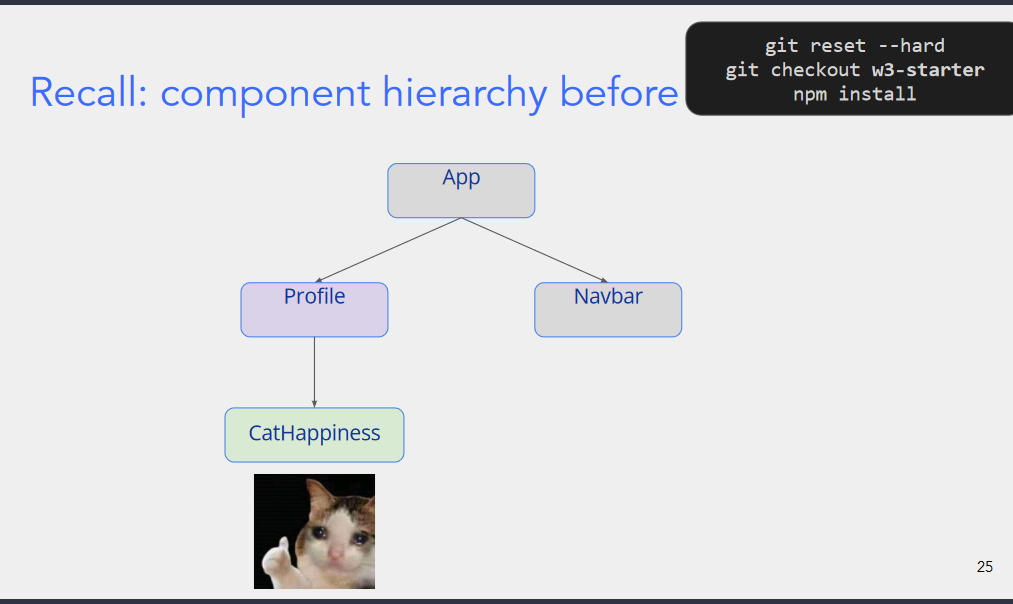 Recall: component hierarchy before
git reset --hard
git checkout w3-starter
npm install
App
Profile
Navbar
CatHappiness
25